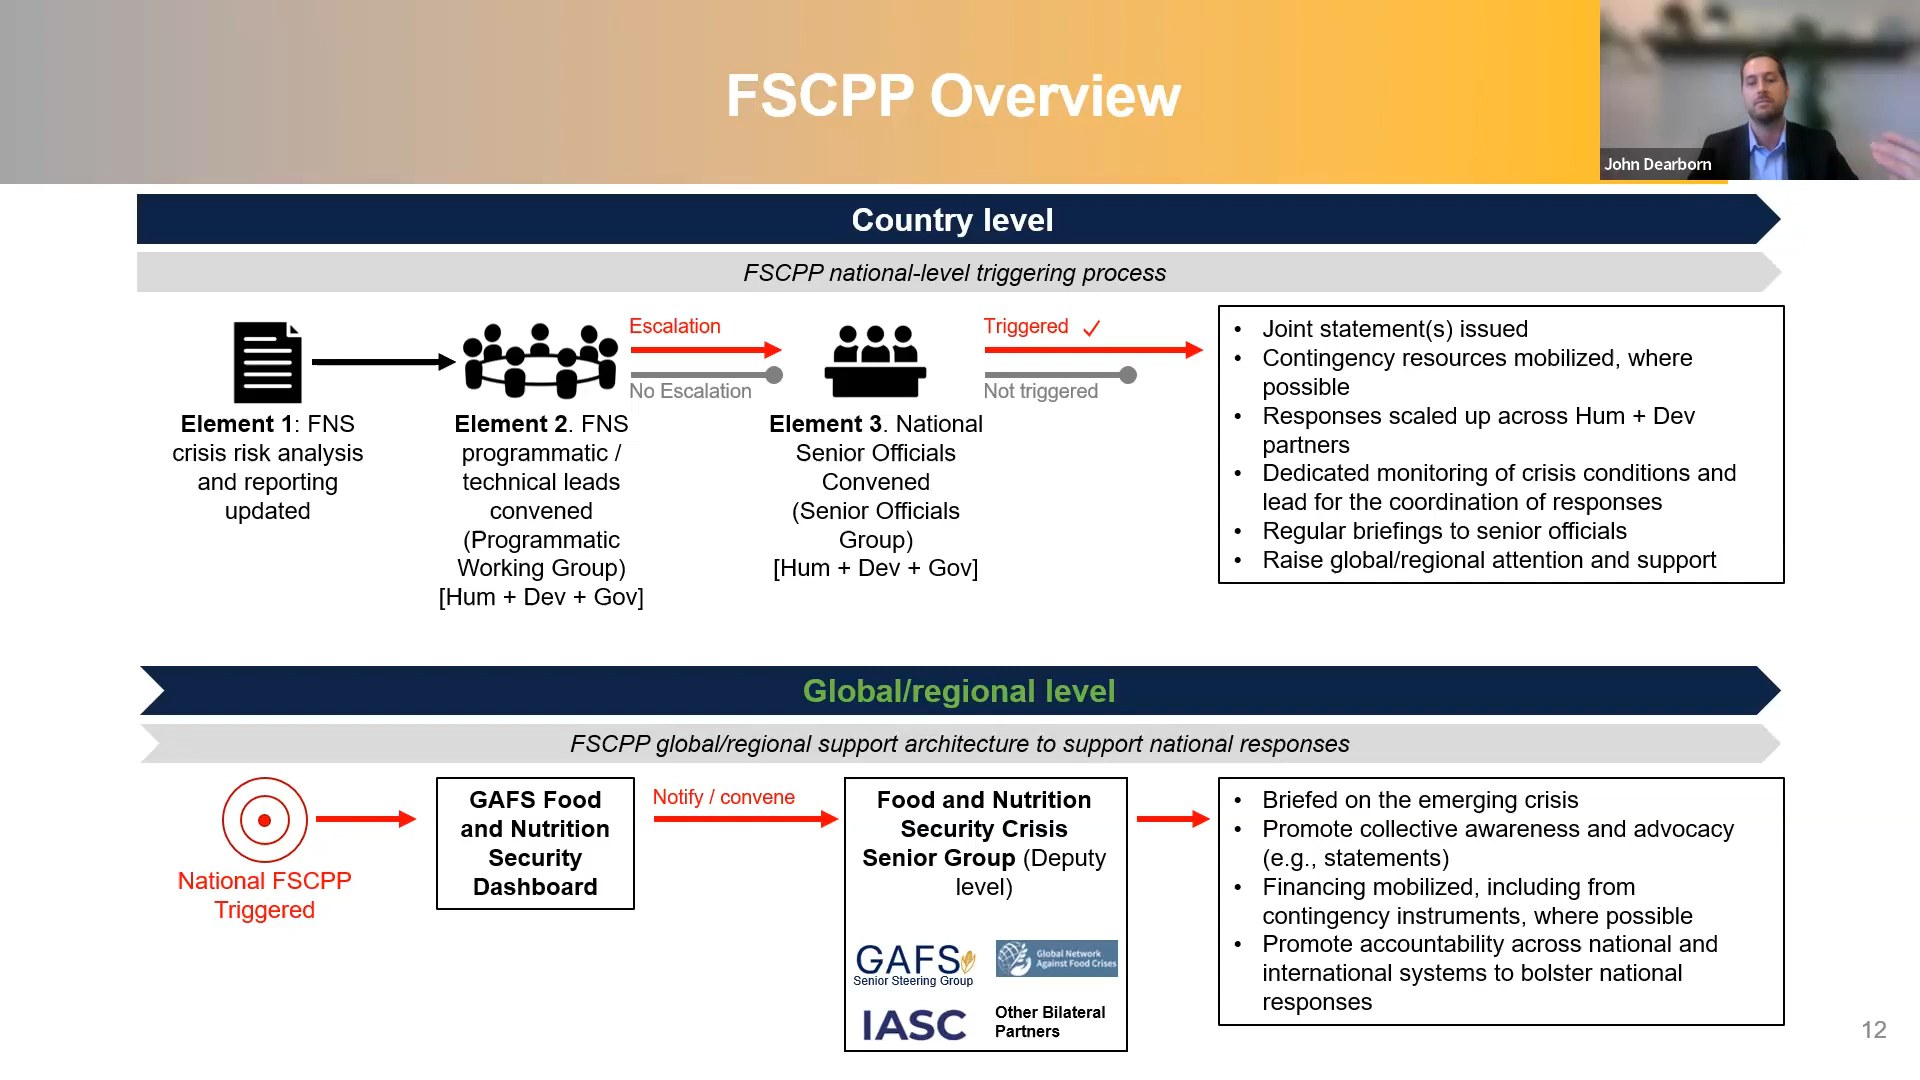 FSCPP Overview
John Dearborn
Country level
FSCPP national-level triggering process
Element 1: FNS
crisis risk analysis
and reporting
updated
Element 2. FNS
programmatic /
technical leads
convened
(Programmatic
Working Group)
[Hum + Dev + Gov]
Escalation
No Escalation
Element 3. National
Senior Officials
Convened
(Senior Officials
Group)
[Hum + Dev + Gov]
Triggered ✓
Not triggered
• Joint statement(s) issued
• Contingency resources mobilized, where
possible
• Responses scaled up across Hum + Dev
partners
• Dedicated monitoring of crisis conditions and
lead for the coordination of responses
• Regular briefings to senior officials
• Raise global/regional attention and support
Global/regional level
FSCPP global/regional support architecture to support national responses
National FSCPP
Triggered
GAFS Food
and Nutrition
Security
Dashboard
Notify / convene
Food and Nutrition
Security Crisis
Senior Group (Deputy
level)
GAFS
Senior Steering Group
Global Network
Against Food Crises
IASC
Other Bilateral
Partners
• Briefed on the emerging crisis
• Promote collective awareness and advocacy
(e.g., statements)
• Financing mobilized, including from
contingency instruments, where possible
• Promote accountability across national and
international systems to bolster national
responses
12